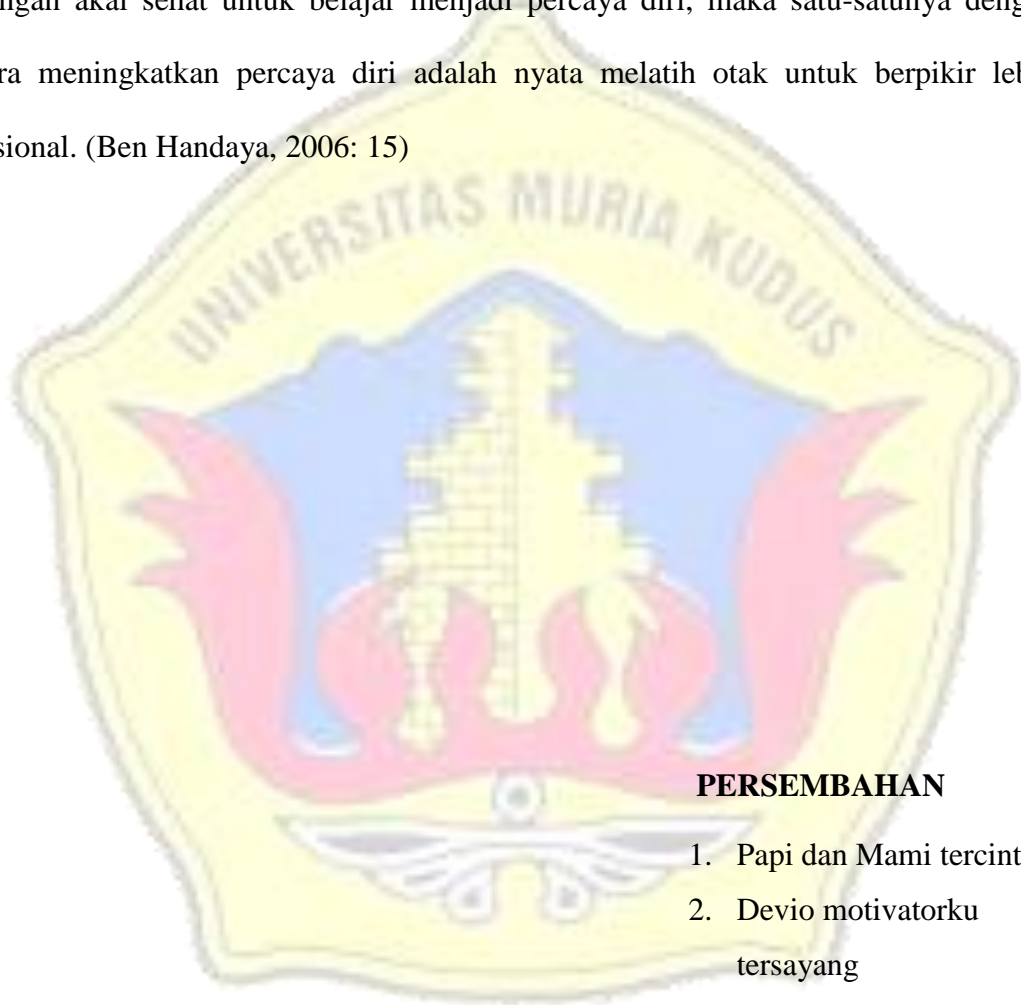 ngan akal sehat untuk belajar menjadi percaya diri, maka satu-satunya deng
ra meningkatkan percaya diri adalah nyata melatih otak untuk berpikir leb
sional. (Ben Handaya, 2006: 15)
UNIVERSITAS MURIA KUDUS
PERSEMBAHAN
1. Papi dan Mami tercint
2. Devio motivatorku
tersayang